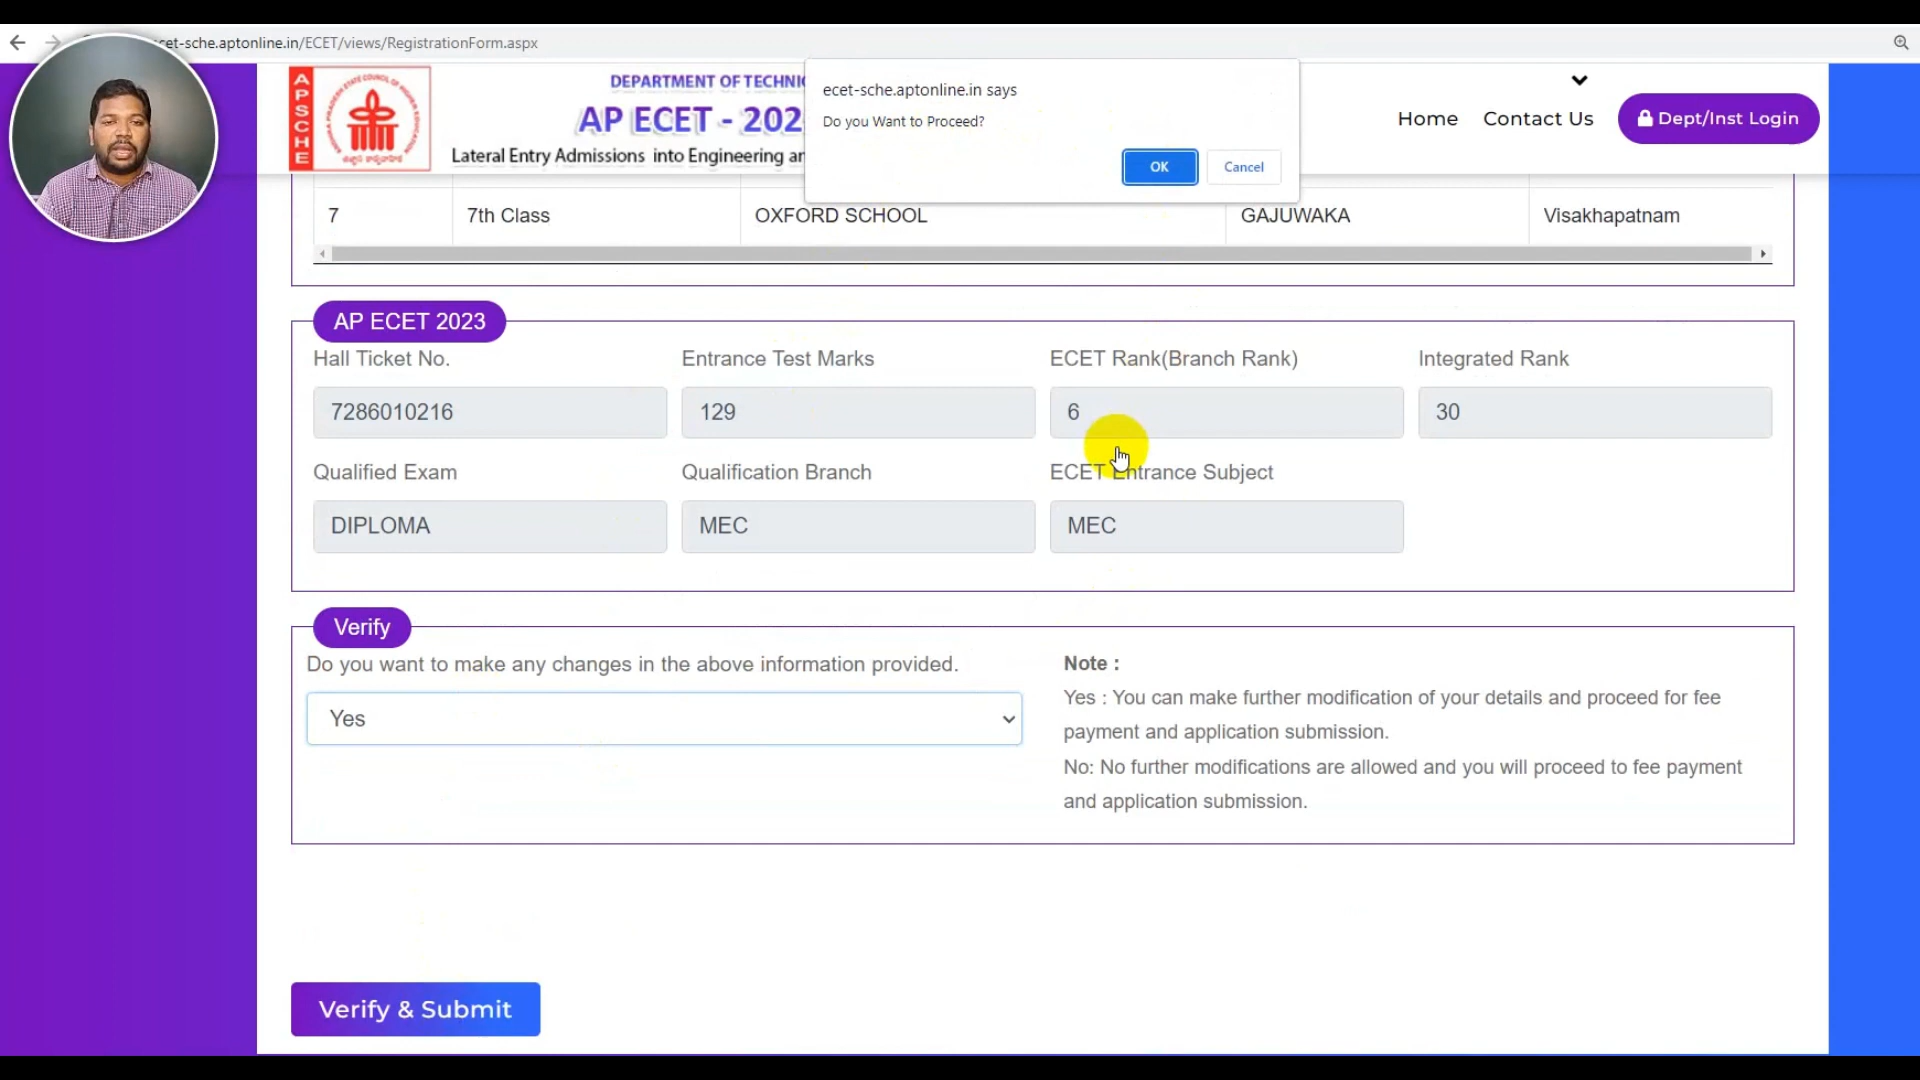 cet-sche.aptonline.in/ECET/views/RegistrationForm.aspx
APSCHE
DEPARTMENT OF TECHNIC
AP ECET - 202
Lateral Entry Admissions into Engineering an
ecet-sche.aptonline.in says
Do you Want to Proceed?
OK
Cancel
Home
Contact Us
Dept/Inst Login
7
7th Class
OXFORD SCHOOL
GAJUWAKA
Visakhapatnam
AP ECET 2023
Hall Ticket No.
Entrance Test Marks
ECET Rank(Branch Rank)
Integrated Rank
7286010216
129
6
30
Qualified Exam
Qualification Branch
ECET Entrance Subject
DIPLOMA
MEC
MEC
Verify
Do you want to make any changes in the above information provided.
Yes
Note :
Yes : You can make further modification of your details and proceed for fee
payment and application submission.
No: No further modifications are allowed and you will proceed to fee payment
and application submission.
Verify & Submit